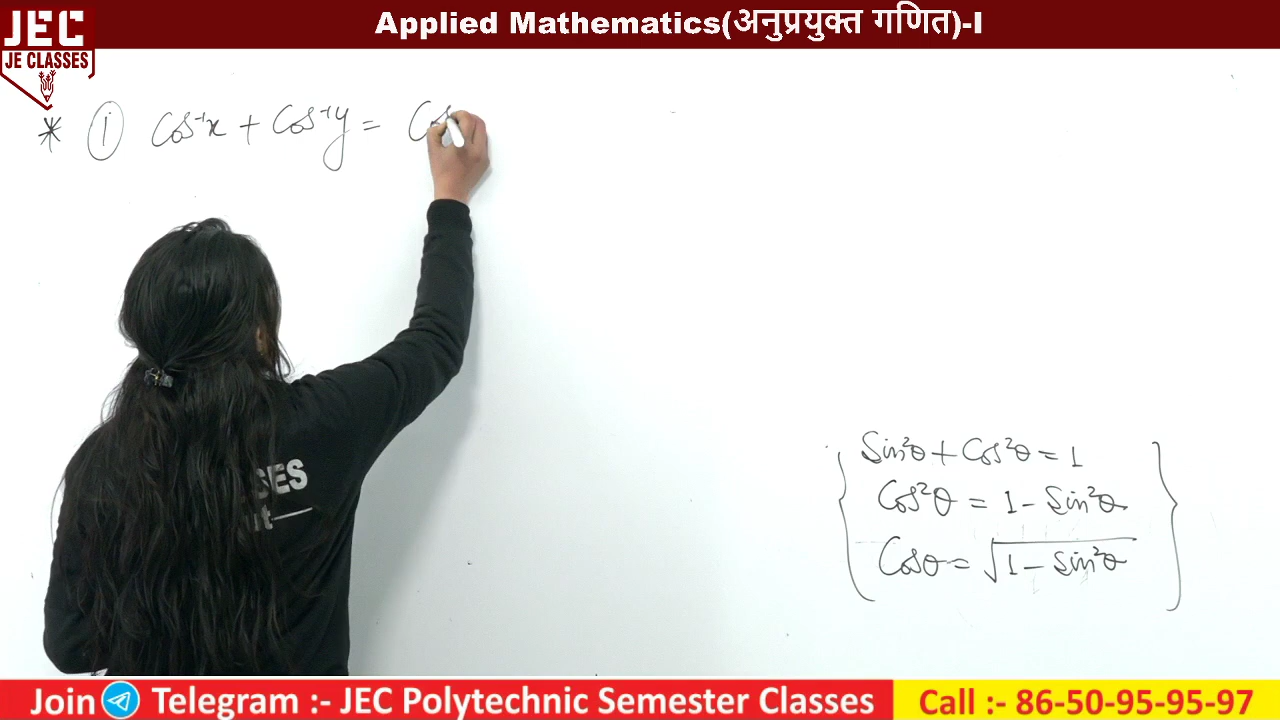 Applied Mathematics(अनुप्रयुक्त गणित)-I
JEC
JE CLASSES
* ⓘ Cos⁻¹x + Cos⁻¹y = Cos
Sin²θ + Cos²θ = 1
Cos²θ = 1 - Sin²θ
Cosθ = √1 - Sin²θ
Join Telegram :- JEC Polytechnic Semester Classes
Call :- 86-50-95-95-97